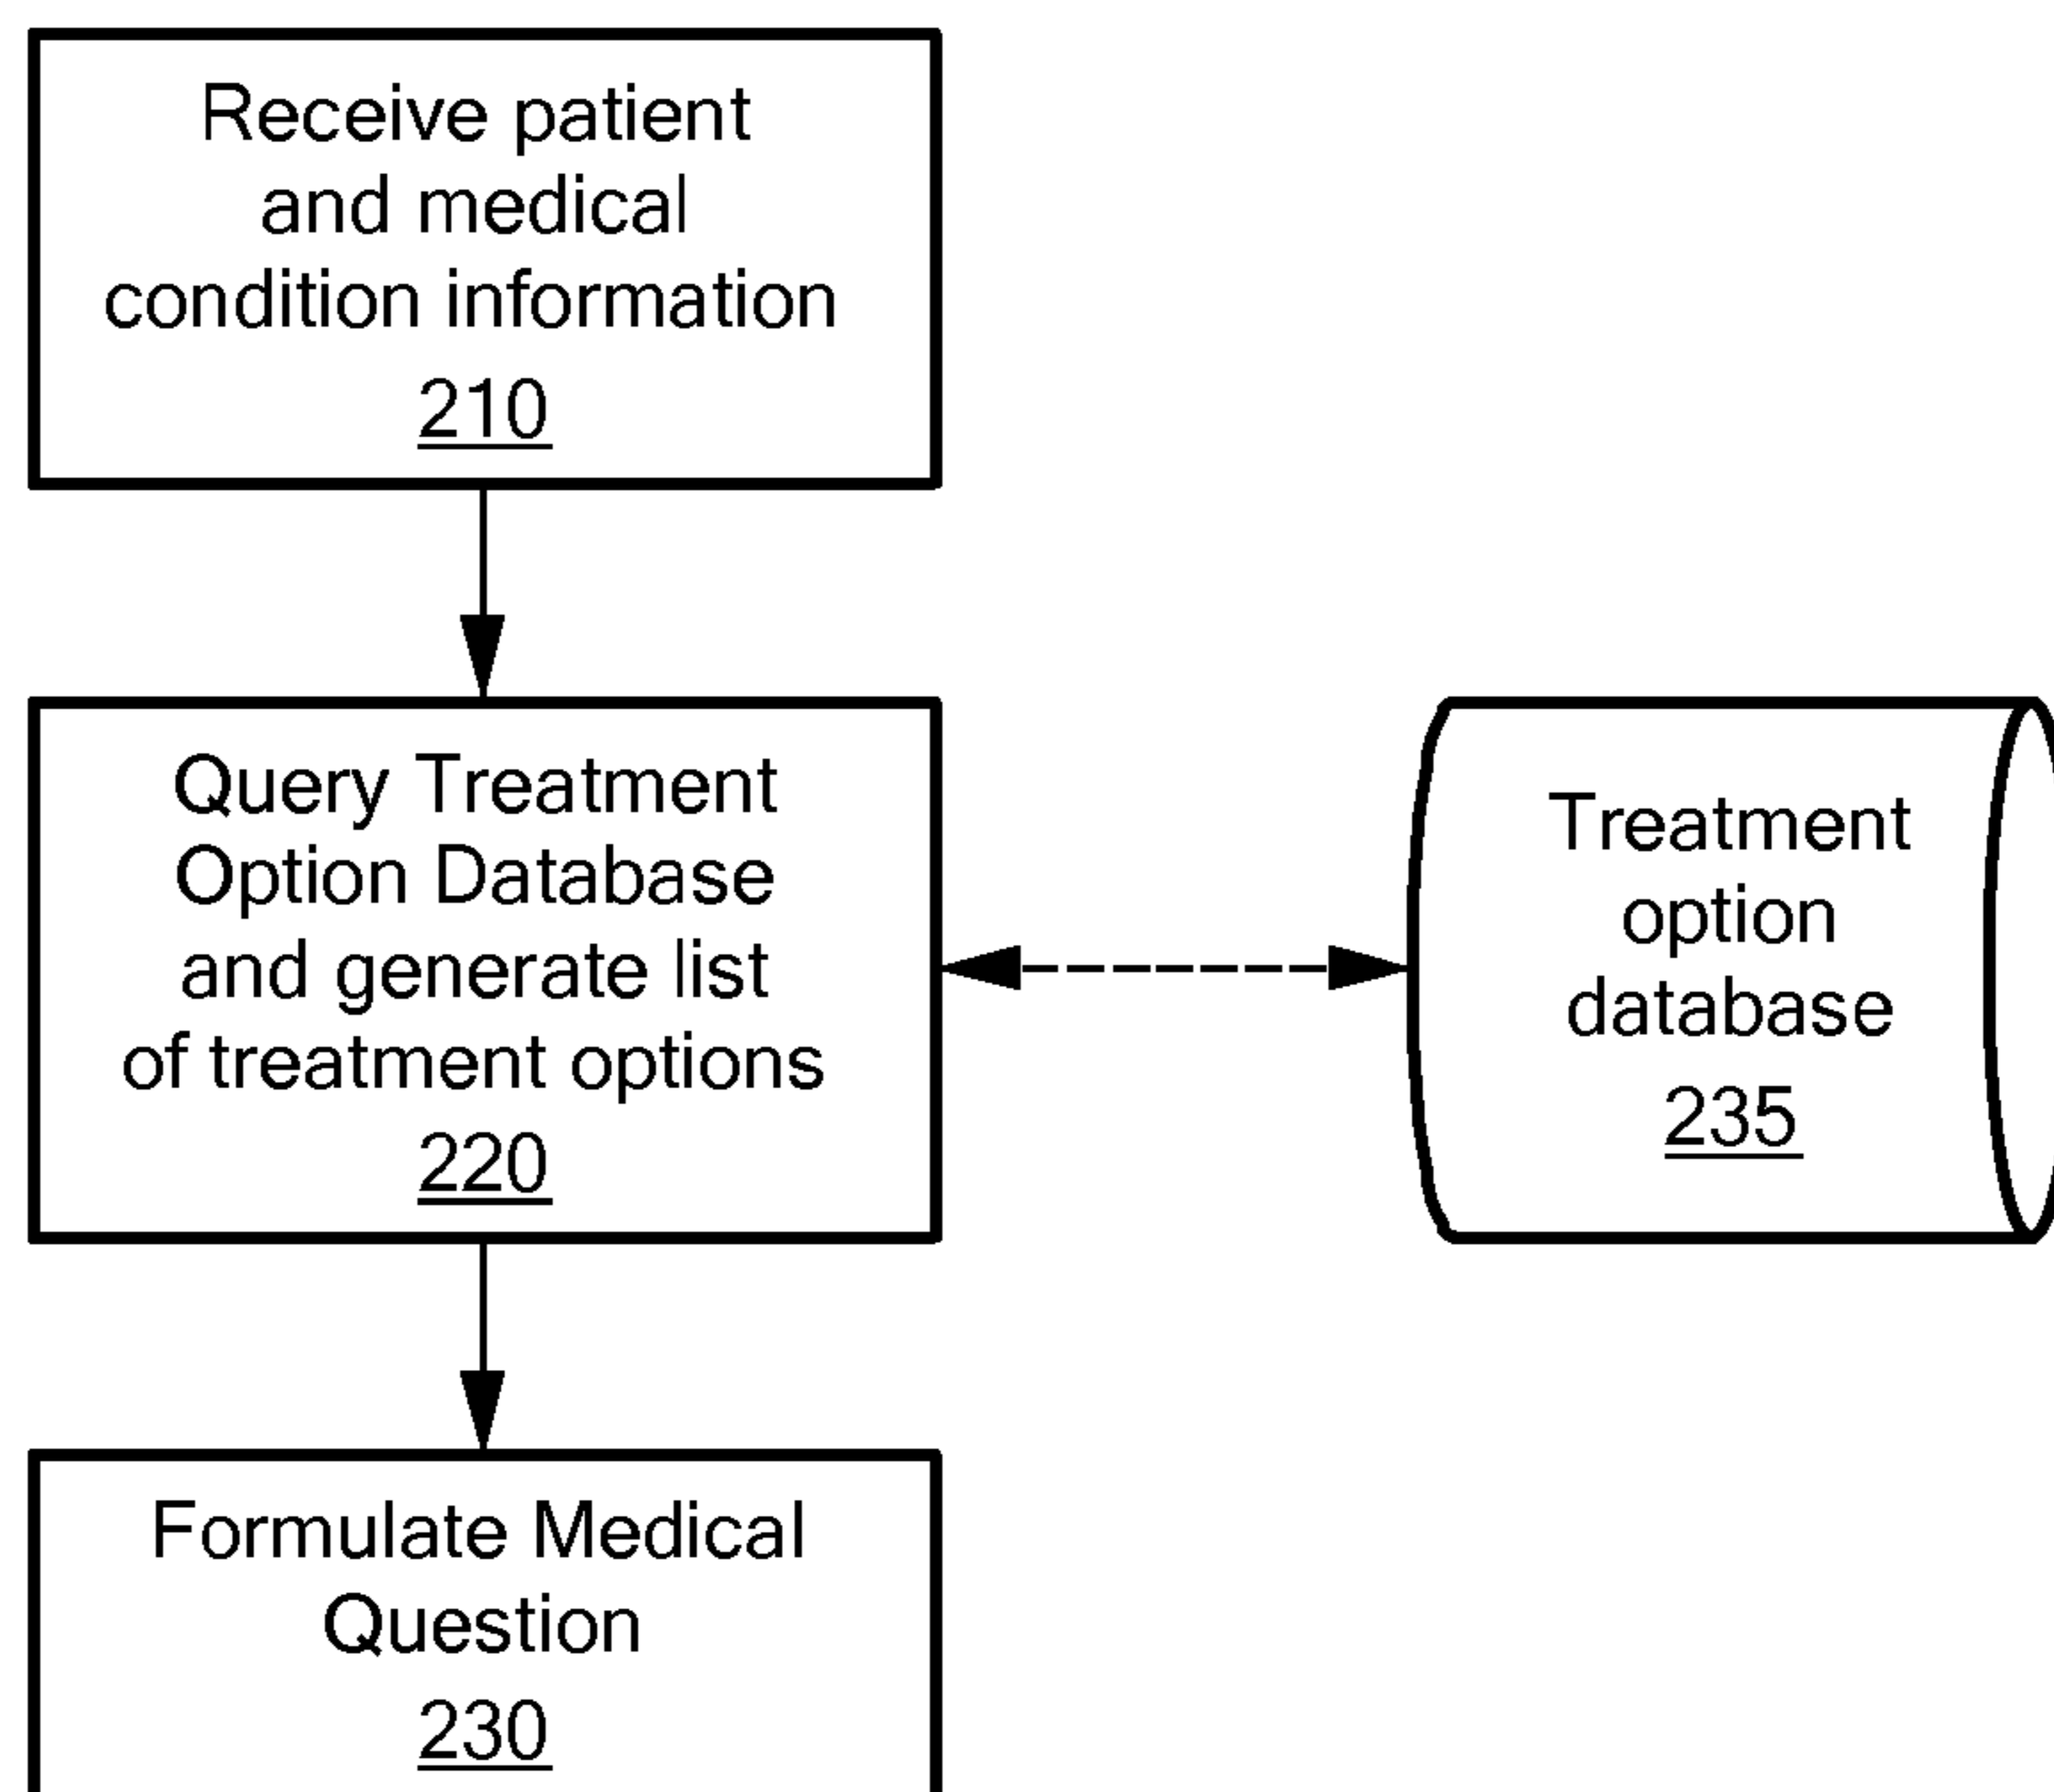 Receive patient
and medical
condition information
210
Query Treatment
Option Database
and generate list
of treatment options
220
Treatment
option
database
235
Formulate Medical
Question
230